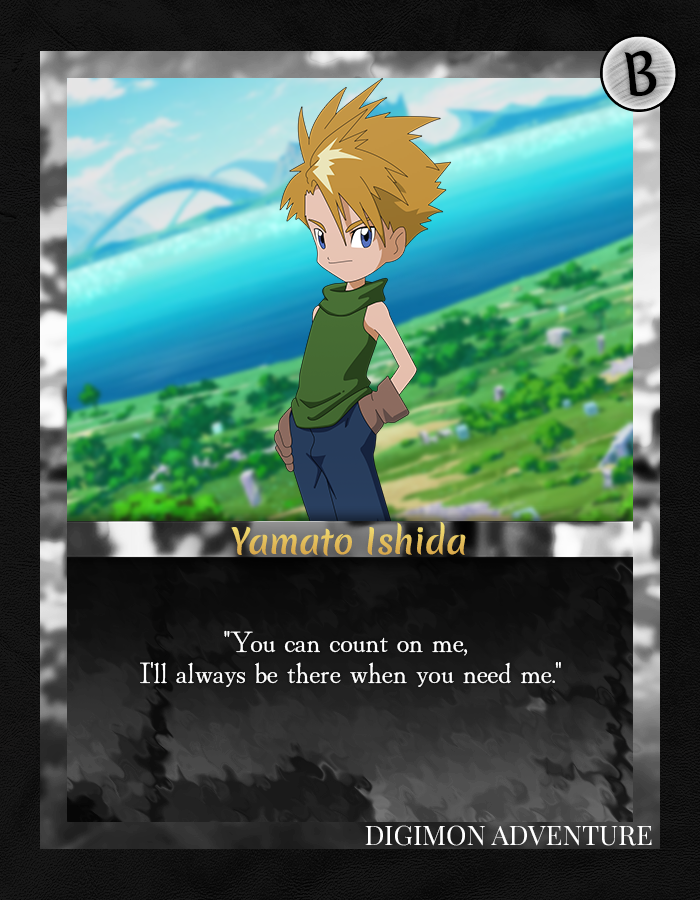 B
Yamato Ishida
"You can count on me,
I'll always be there when you need me."
DIGIMON ADVENTURE